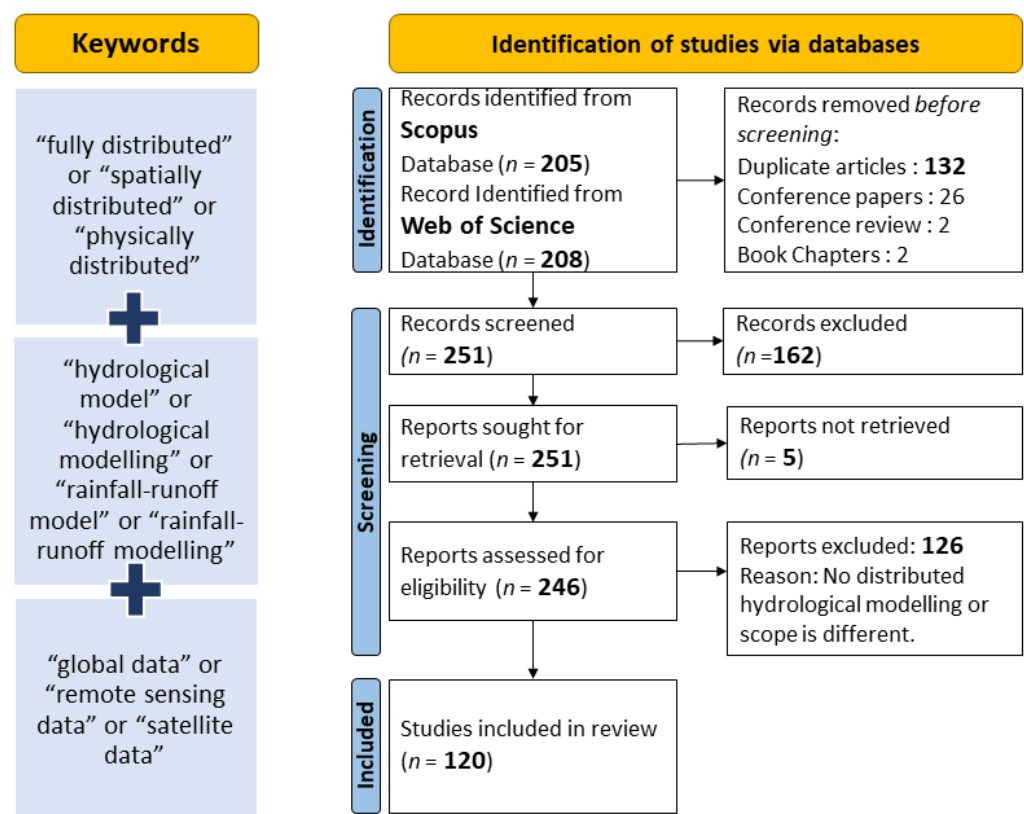 Keywords
“fully distributed”
or “spatially
distributed” or
“physically
distributed”
“hydrological
model” or
“hydrological
modelling” or
“rainfall-runoff
model” or “rainfall-
runoff modelling”
“global data” or
“remote sensing
data” or “satellite
data”
Identification of studies via databases
Identification
Records identified from
Scopus
Database (n = 205)
Record Identified from
Web of Science
Database (n = 208)
Records removed before
screening:
Duplicate articles : 132
Conference papers : 26
Conference review : 2
Book Chapters : 2
Screening
Records screened
(n = 251)
Records excluded
(n =162)
Reports sought for
retrieval (n = 251)
Reports not retrieved
(n = 5)
Reports assessed for
eligibility (n = 246)
Reports excluded: 126
Reason: No distributed
hydrological modelling or
scope is different.
Included
Studies included in review
(n = 120)